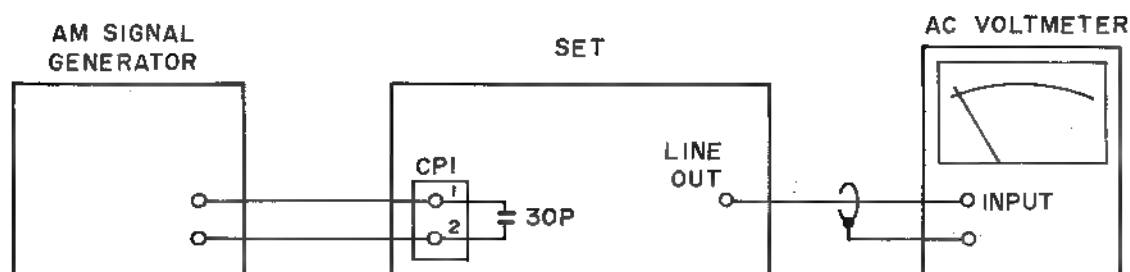 AM SIGNAL
GENERATOR
SET
AC VOLTMETER
CP1
1
2
30P
LINE
OUT
INPUT